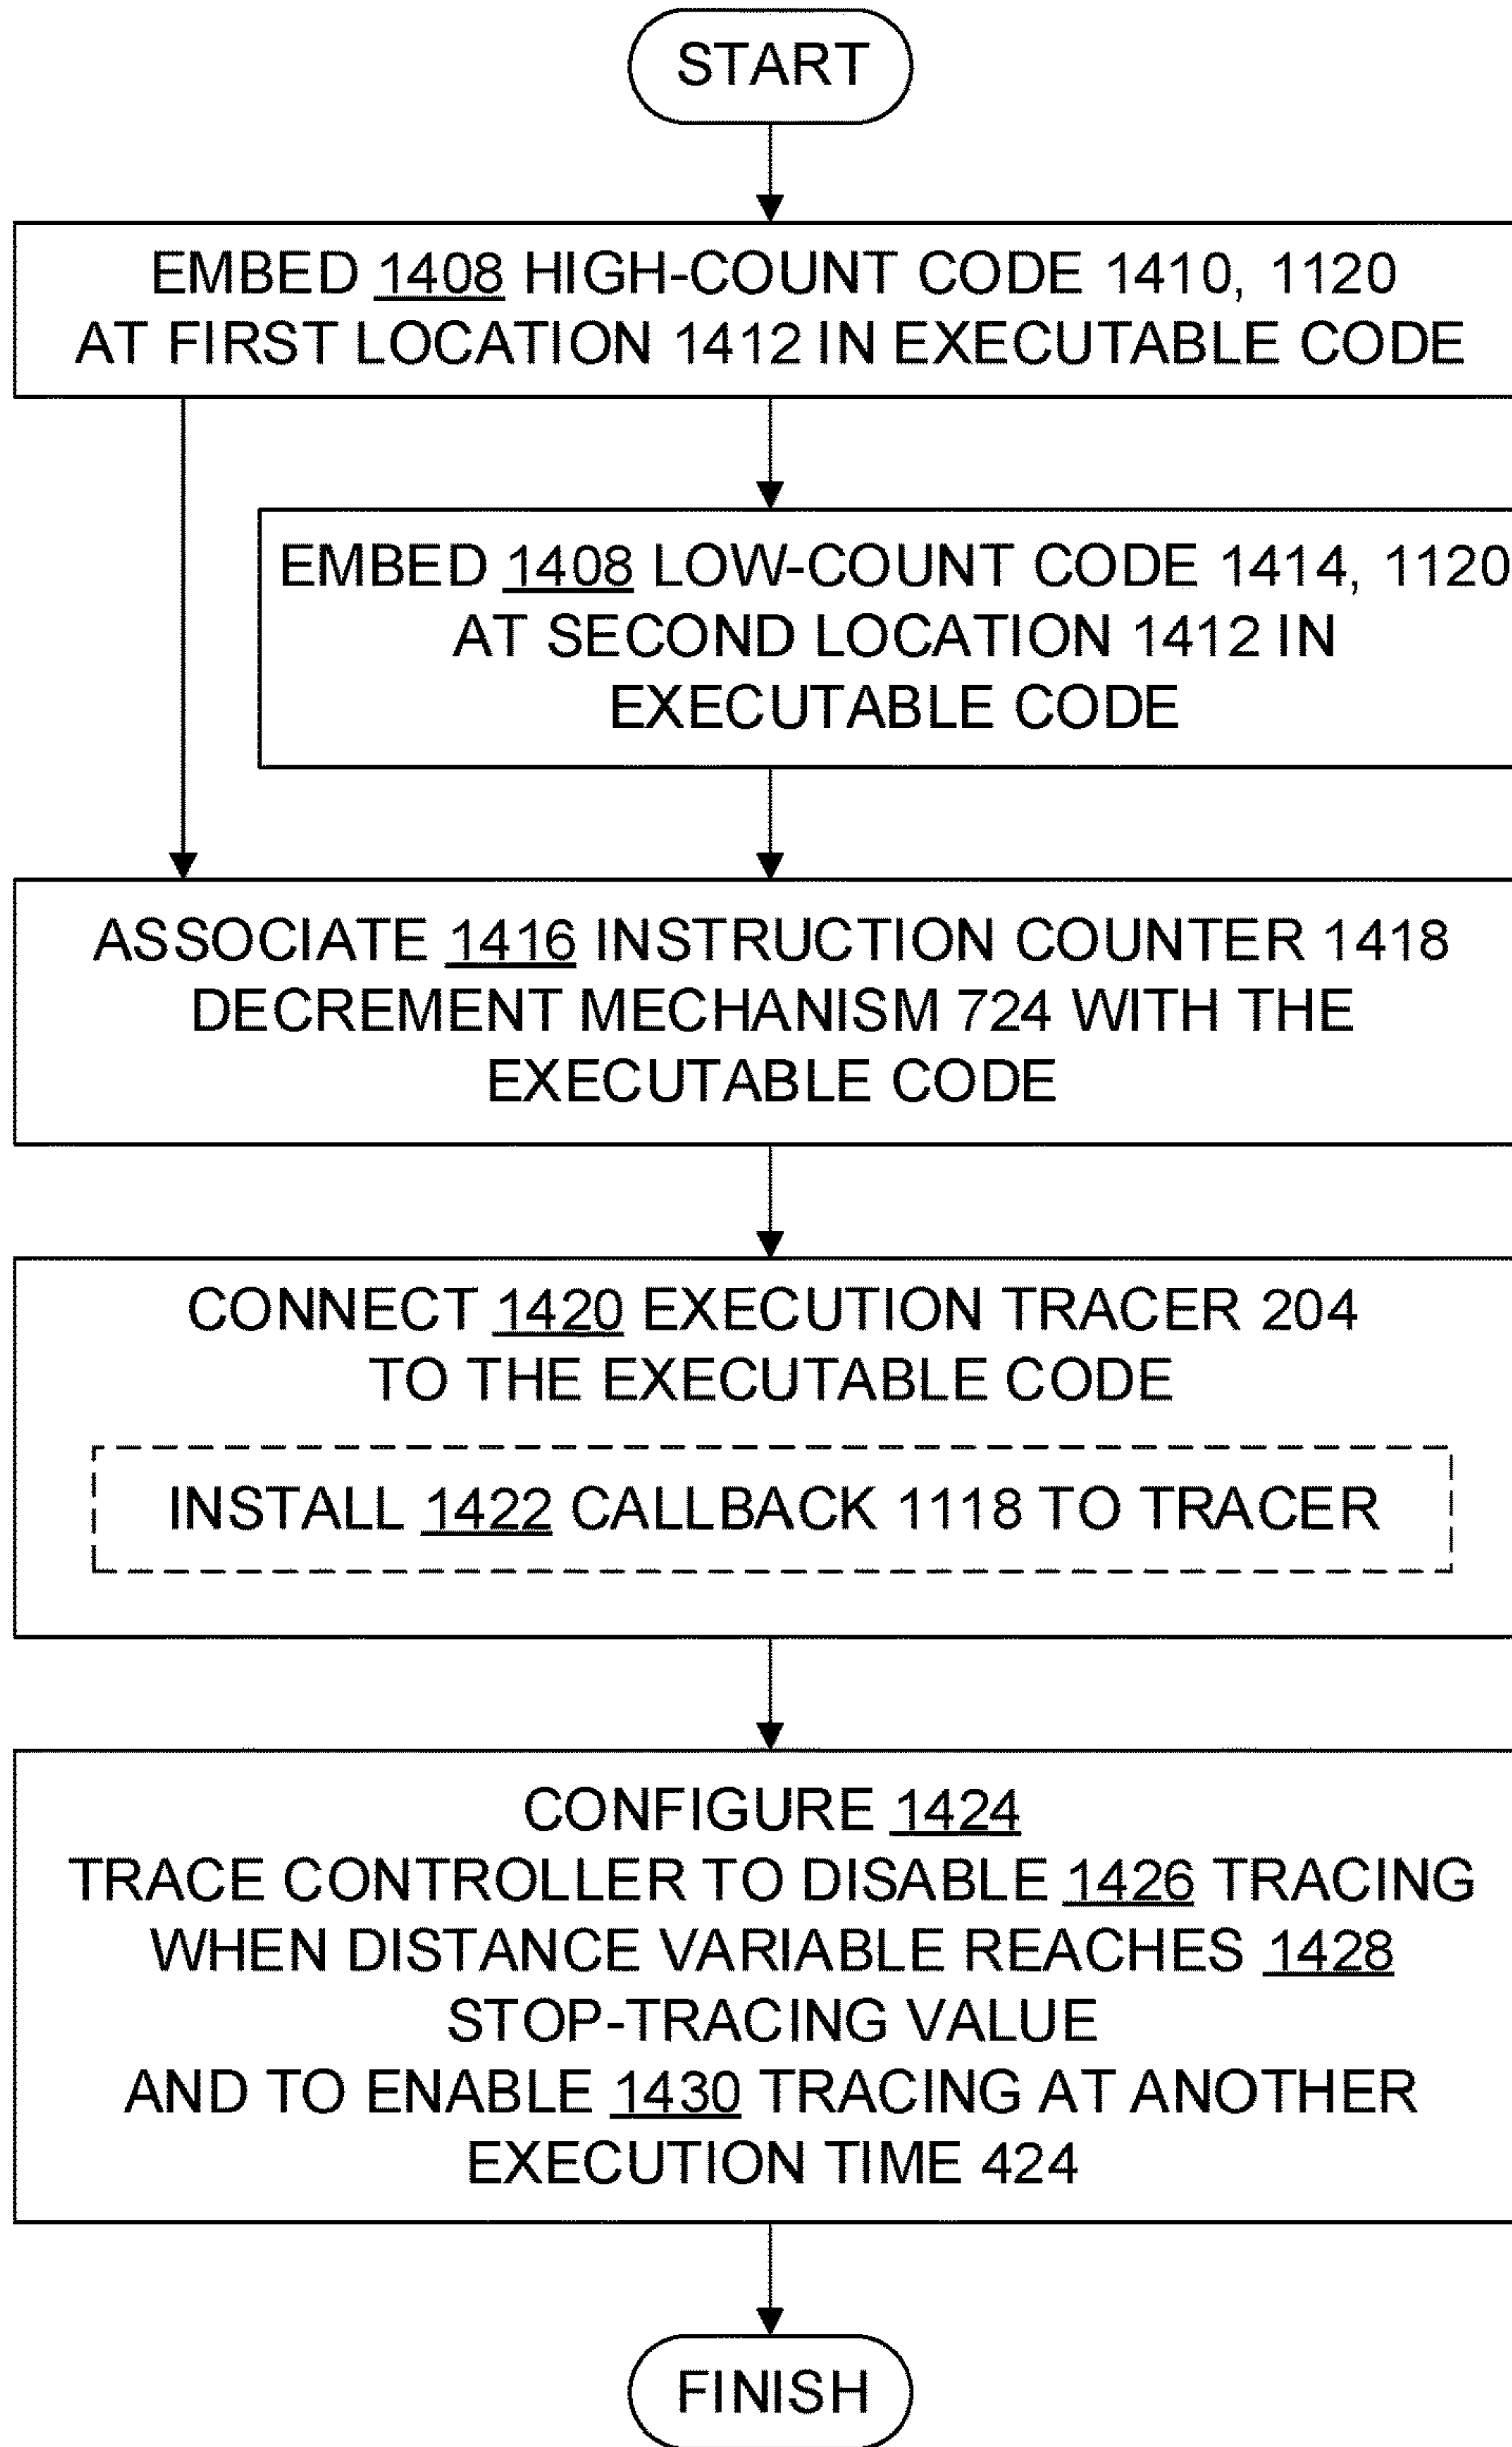 START
EMBED 1408 HIGH-COUNT CODE 1410, 1120
AT FIRST LOCATION 1412 IN EXECUTABLE CODE
EMBED 1408 LOW-COUNT CODE 1414, 1120
AT SECOND LOCATION 1412 IN
EXECUTABLE CODE
ASSOCIATE 1416 INSTRUCTION COUNTER 1418
DECREMENT MECHANISM 724 WITH THE
EXECUTABLE CODE
CONNECT 1420 EXECUTION TRACER 204
TO THE EXECUTABLE CODE
INSTALL 1422 CALLBACK 1118 TO TRACER
CONFIGURE 1424
TRACE CONTROLLER TO DISABLE 1426 TRACING
WHEN DISTANCE VARIABLE REACHES 1428
STOP-TRACING VALUE
AND TO ENABLE 1430 TRACING AT ANOTHER
EXECUTION TIME 424
FINISH